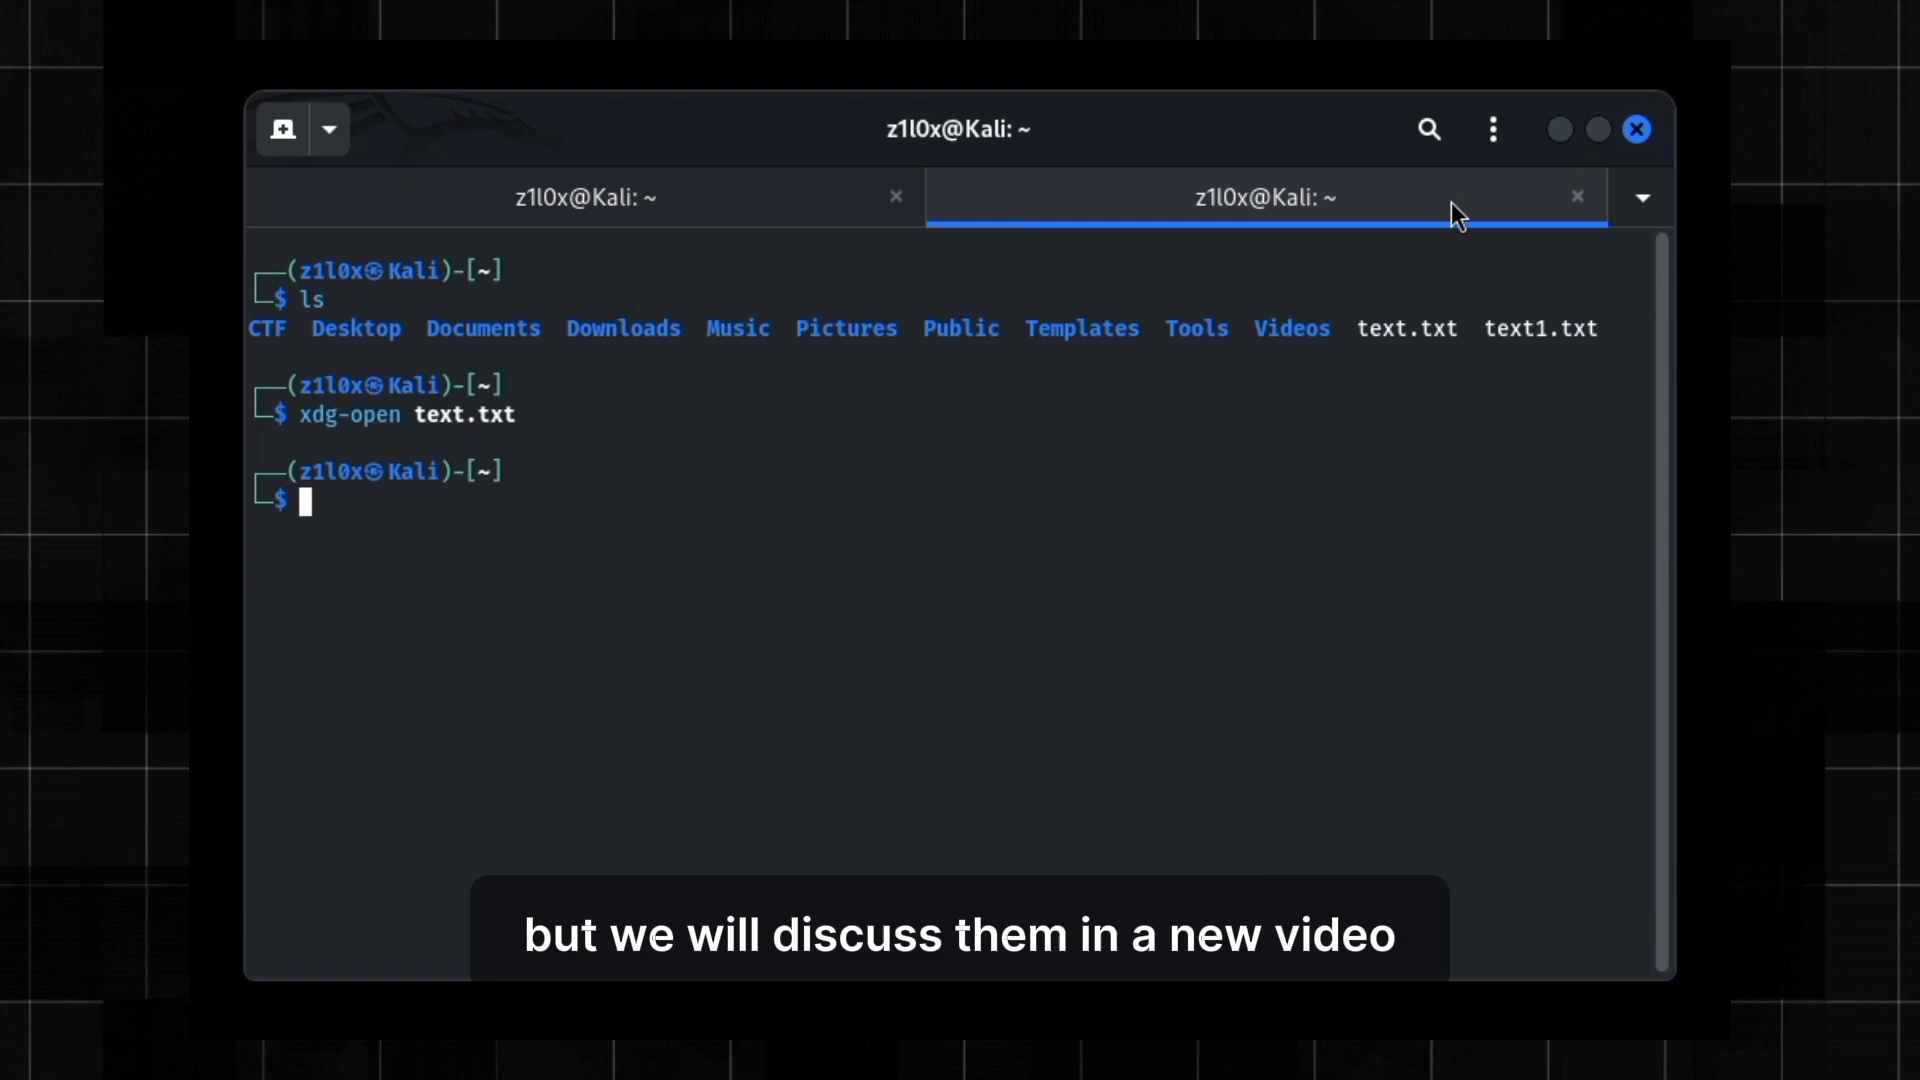 z1l0x@Kali: ~
z1l0x@Kali: ~
z1l0x@Kali: ~
┌──(z1l0x㉿Kali)-[~]
└─$ ls
CTF Desktop Documents Downloads Music Pictures Public Templates Tools Videos text.txt text1.txt
┌──(z1l0x㉿Kali)-[~]
└─$ xdg-open text.txt
┌──(z1l0x㉿Kali)-[~]
└─$
but we will discuss them in a new video